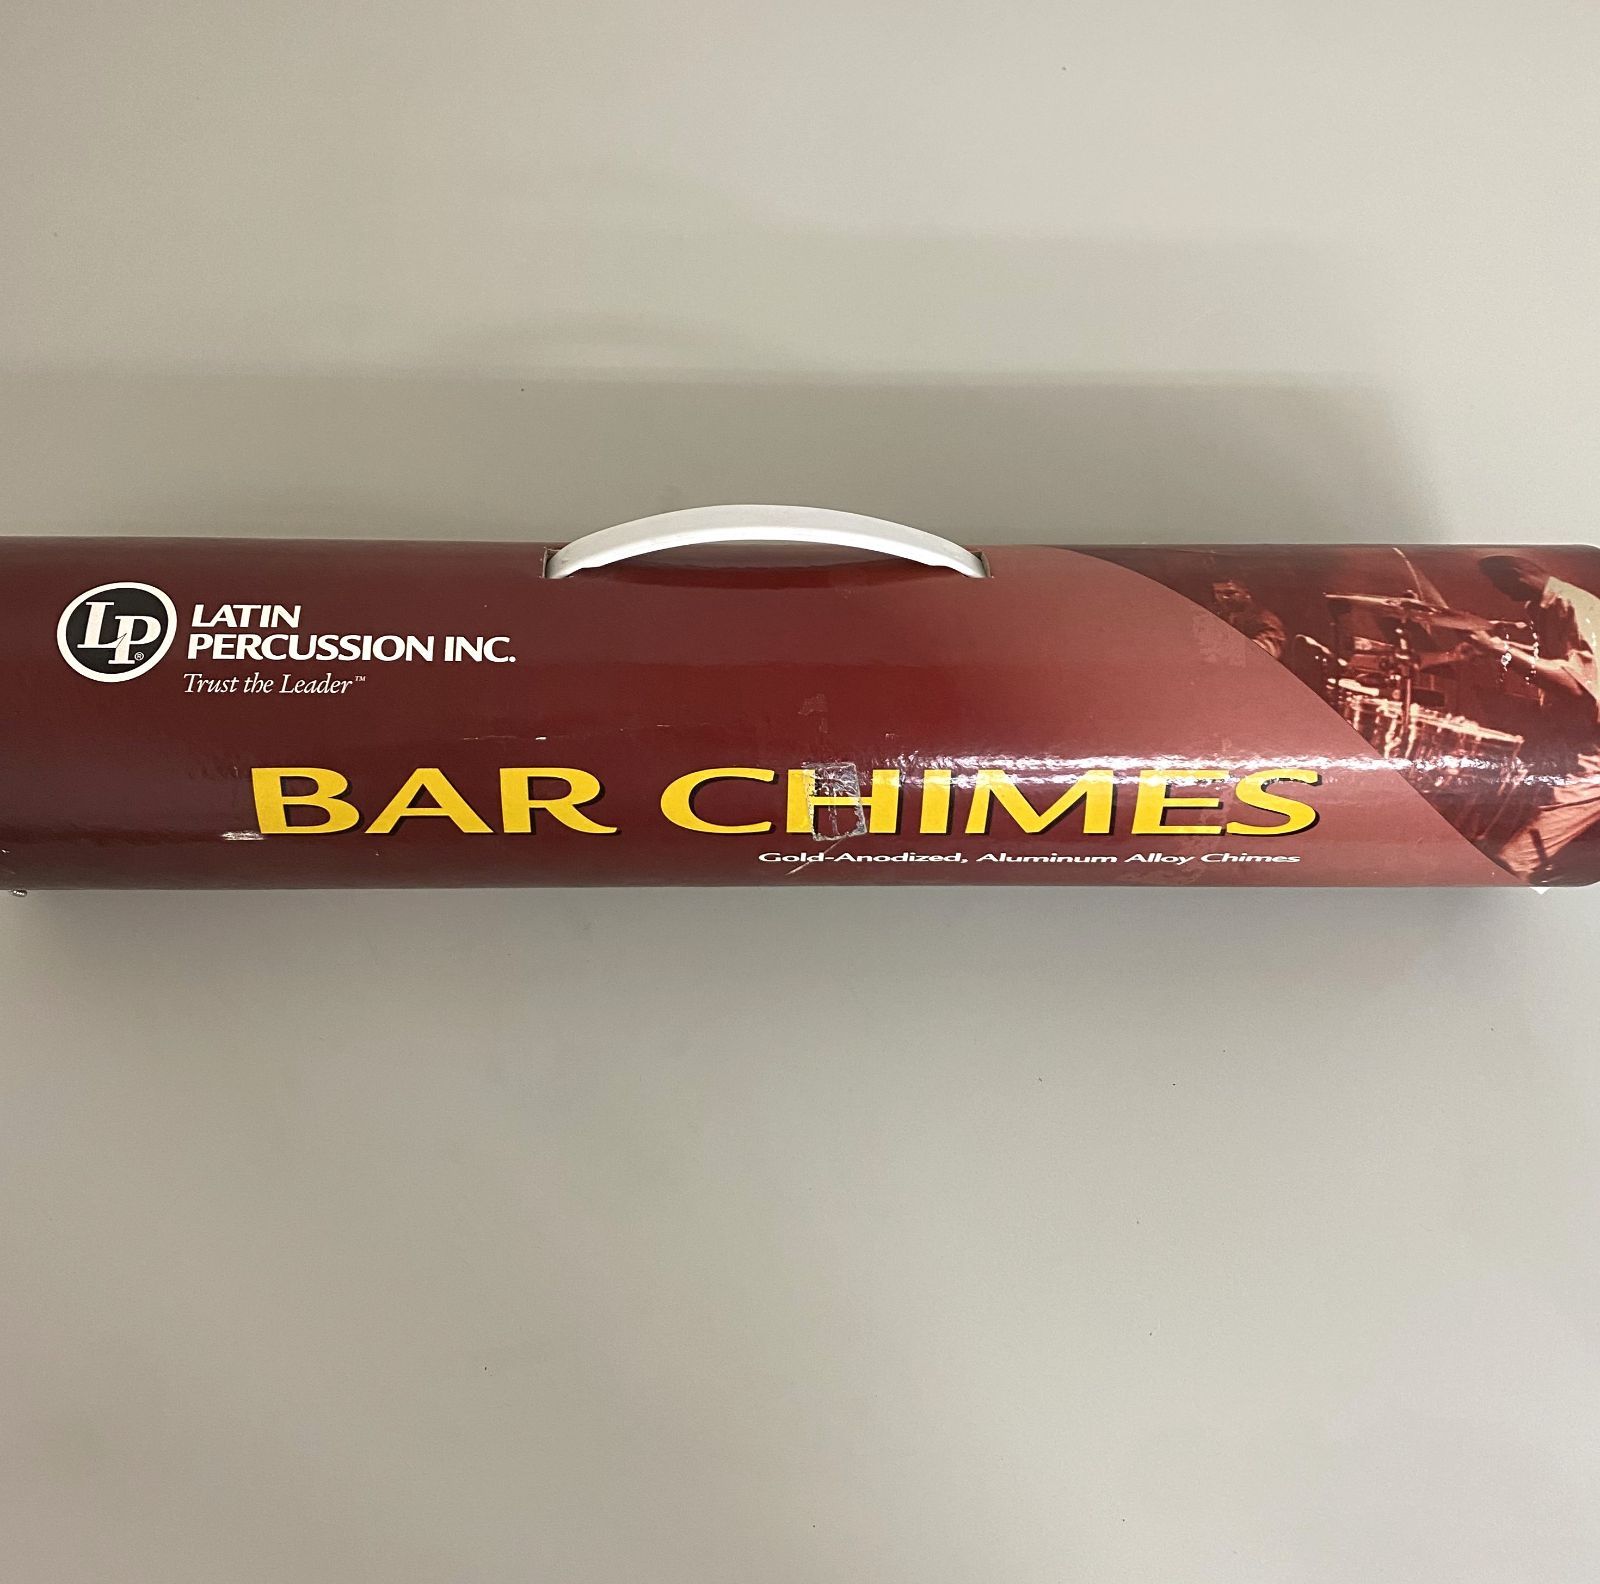 LP®
LATIN
PERCUSSION INC.
Trust the Leader™
BAR CHIMES
Gold-Anodized, Aluminum Alloy Chimes